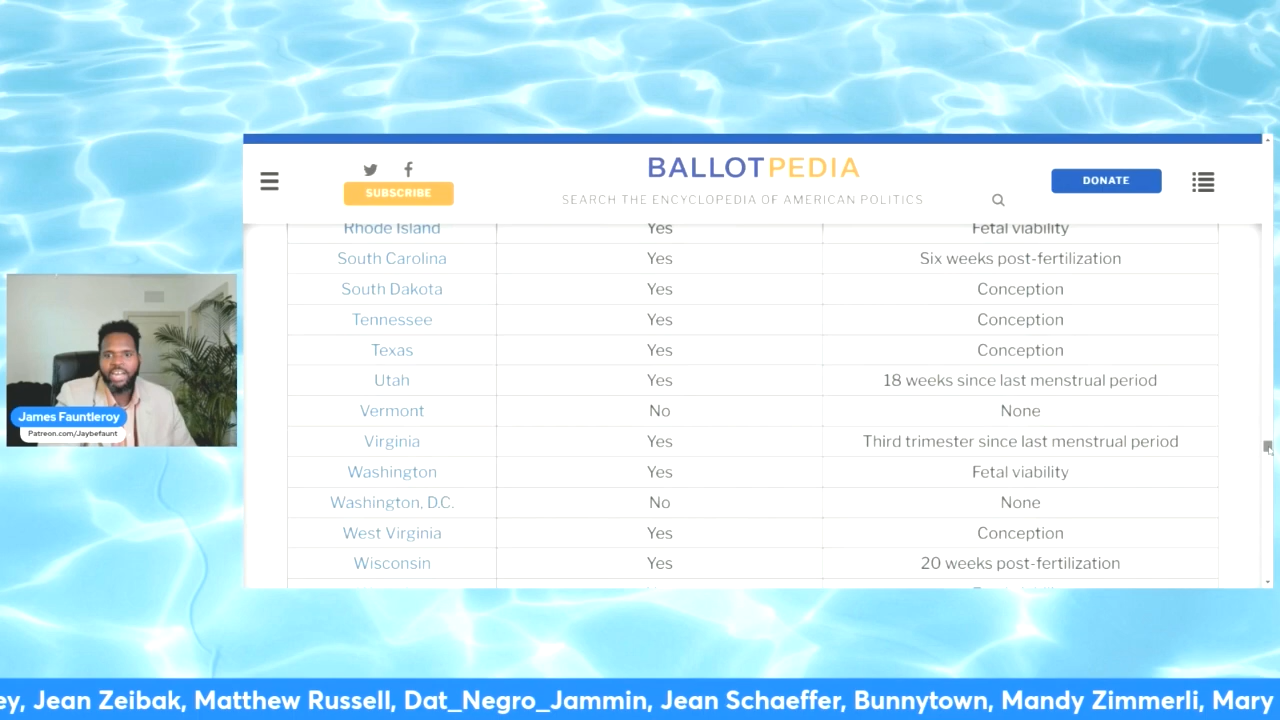 BALLOTPEDIA
SUBSCRIBE
SEARCH THE ENCYCLOPEDIA OF AMERICAN POLITICS
DONATE
Rhode Island Yes Fetal viability
South Carolina Yes Six weeks post-fertilization
South Dakota Yes Conception
Tennessee Yes Conception
Texas Yes Conception
Utah Yes 18 weeks since last menstrual period
Vermont No None
Virginia Yes Third trimester since last menstrual period
Washington Yes Fetal viability
Washington, D.C. No None
West Virginia Yes Conception
Wisconsin Yes 20 weeks post-fertilization
James Fauntleroy
Patreon.com/Jaybefaunt
ey, Jean Zeibak, Matthew Russell, Dat_Negro_Jammin, Jean Schaeffer, Bunnytown, Mandy Zimmerli, Mary